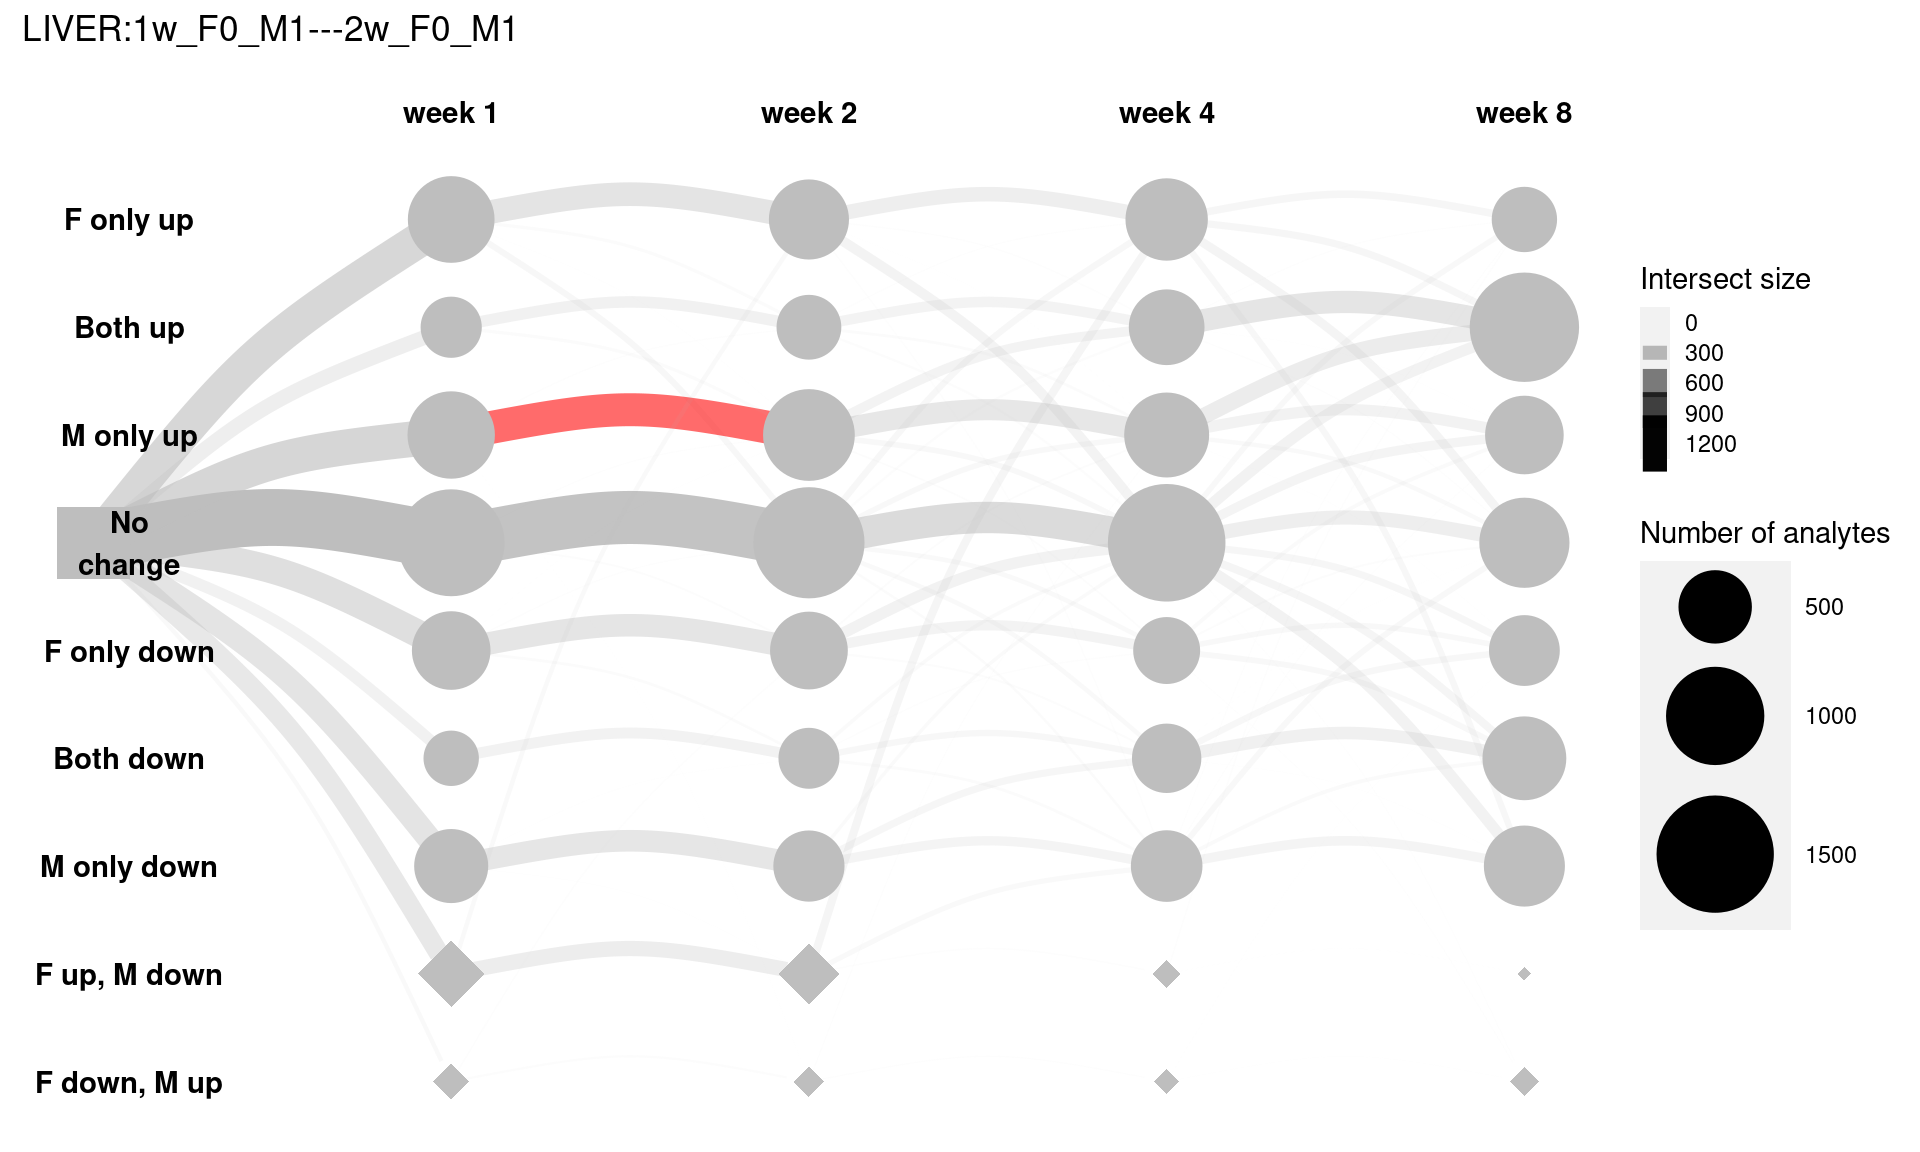 LIVER:1w_F0_M1---2w_F0_M1
week 1
week 2
week 4
week 8
F only up
Both up
M only up
No
change
F only down
Both down
M only down
F up, M down
F down, M up
Intersect size
0
300
600
900
1200
Number of analytes
500
1000
1500